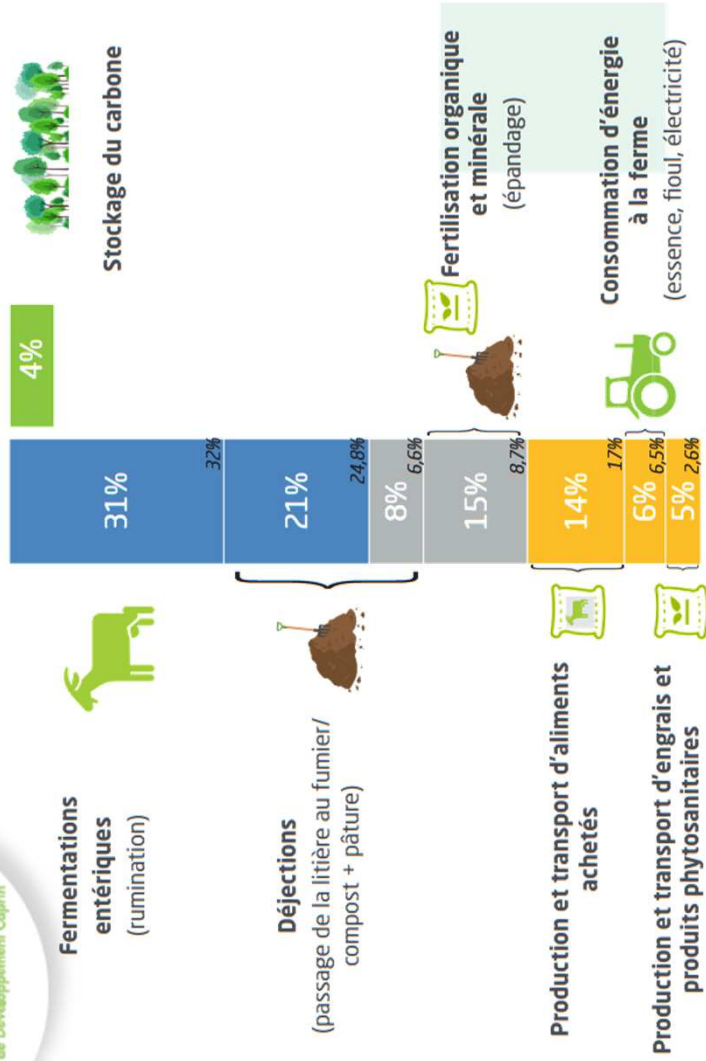 de Développement Caprin
Fermentations
entériques
(rumination)
Déjections
(passage de la litière au fumier/
compost + pâture)
Production et transport d'aliments
achetés
Production et transport d'engrais et
produits phytosanitaires
31%
32%
21%
24,8%
8%
6,6%
15%
8,7%
14%
17%
6%
6,5%
5%
2,6%
4%
Stockage du carbone
Fertilisation organique
et minérale
(épandage)
Consommation d'énergie
à la ferme
(essence, fioul, électricité)